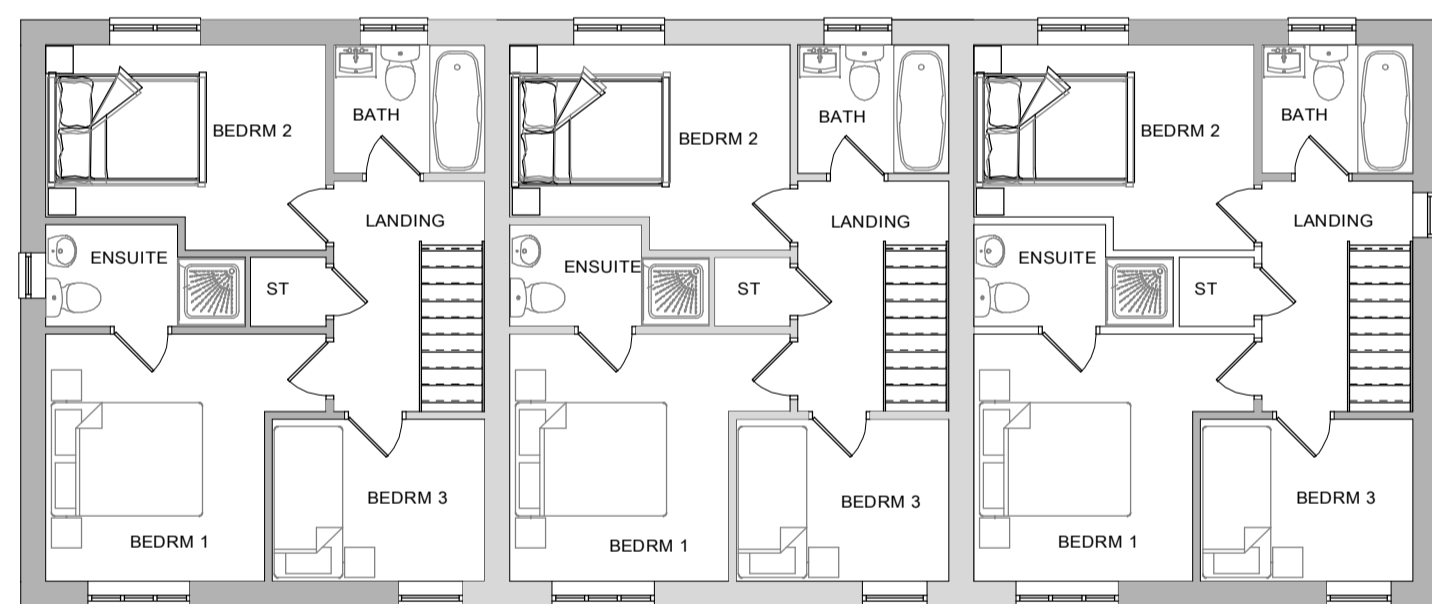 BEDRM 2
BATH
LANDING
ENSUITE
ST
BEDRM 1
BEDRM 3
BEDRM 2
BATH
LANDING
ENSUITE
ST
BEDRM 1
BEDRM 3
BEDRM 2
BATH
LANDING
ENSUITE
ST
BEDRM 1
BEDRM 3